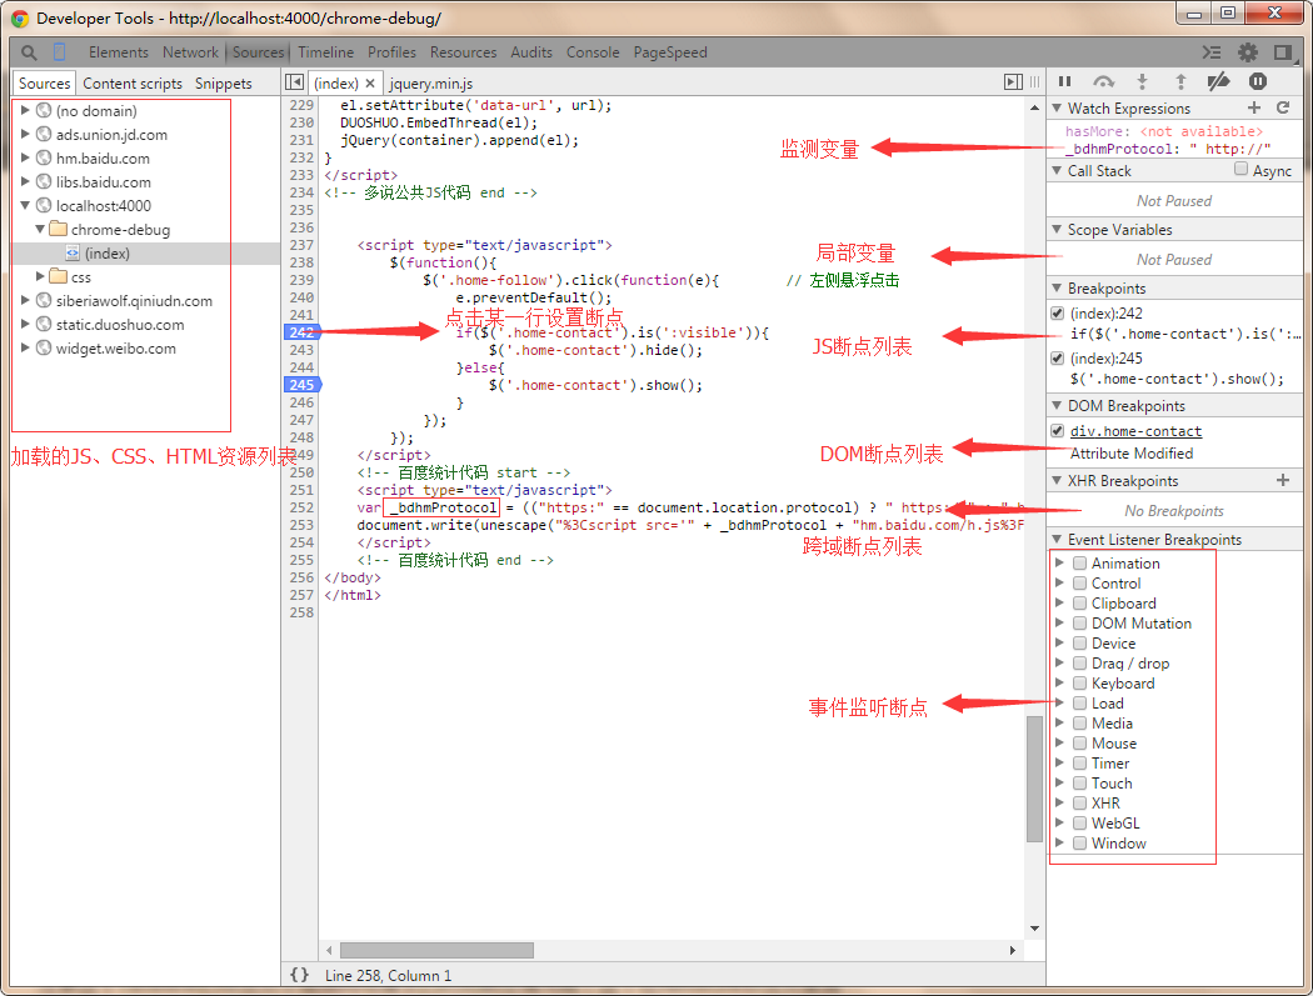 Developer Tools - http://localhost:4000/chrome-debug/
Elements Network Sources Timeline Profiles Resources Audits Console PageSpeed
Sources Content scripts Snippets
(no domain)
ads.union.jd.com
hm.baidu.com
libs.baidu.com
localhost:4000
chrome-debug
(index)
css
siberiawolf.qiniudn.com
static.duoshuo.com
widget.weibo.com
加载的JS、CSS、HTML资源列表
(index) × jquery.min.js
229 el.setAttribute('data-url', url);
230 DUOSHUO.EmbedThread(el);
231 jQuery(container).append(el);
232 }
233 </script>
234 <!-- 多说公共JS代码 end -->
235
236
237 <script type="text/javascript">
238 $(function(){
239 $('.home-follow').click(function(e){ // 左侧悬浮点击
240 e.preventDefault();
241
点击某一行设置断点
242 if($('.home-contact').is(':visible')){
243 $('.home-contact').hide();
244 }else{
245 $('.home-contact').show();
246 }
247 });
248 });
249 </script>
250 <!-- 百度统计代码 start -->
251 <script type="text/javascript">
252 var _bdhmProtocol = (("https:" == document.location.protocol) ? " https:
253 document.write(unescape("%3Cscript src='" + _bdhmProtocol + "hm.baidu.com/h.js%3F
254 </script>
255 <!-- 百度统计代码 end -->
256 </body>
257 </html>
258
监测变量
局部变量
JS断点列表
DOM断点列表
跨域断点列表
事件监听断点
{} Line 258, Column 1
Watch Expressions
hasMore: <not available>
_bdhmProtocol: " http://"
Call Stack Async
Not Paused
Scope Variables
Not Paused
Breakpoints
(index):242
if($('.home-contact').is(':…
(index):245
$('.home-contact').show();
DOM Breakpoints
div.home-contact
Attribute Modified
XHR Breakpoints
No Breakpoints
Event Listener Breakpoints
Animation
Control
Clipboard
DOM Mutation
Device
Drag / drop
Keyboard
Load
Media
Mouse
Timer
Touch
XHR
WebGL
Window